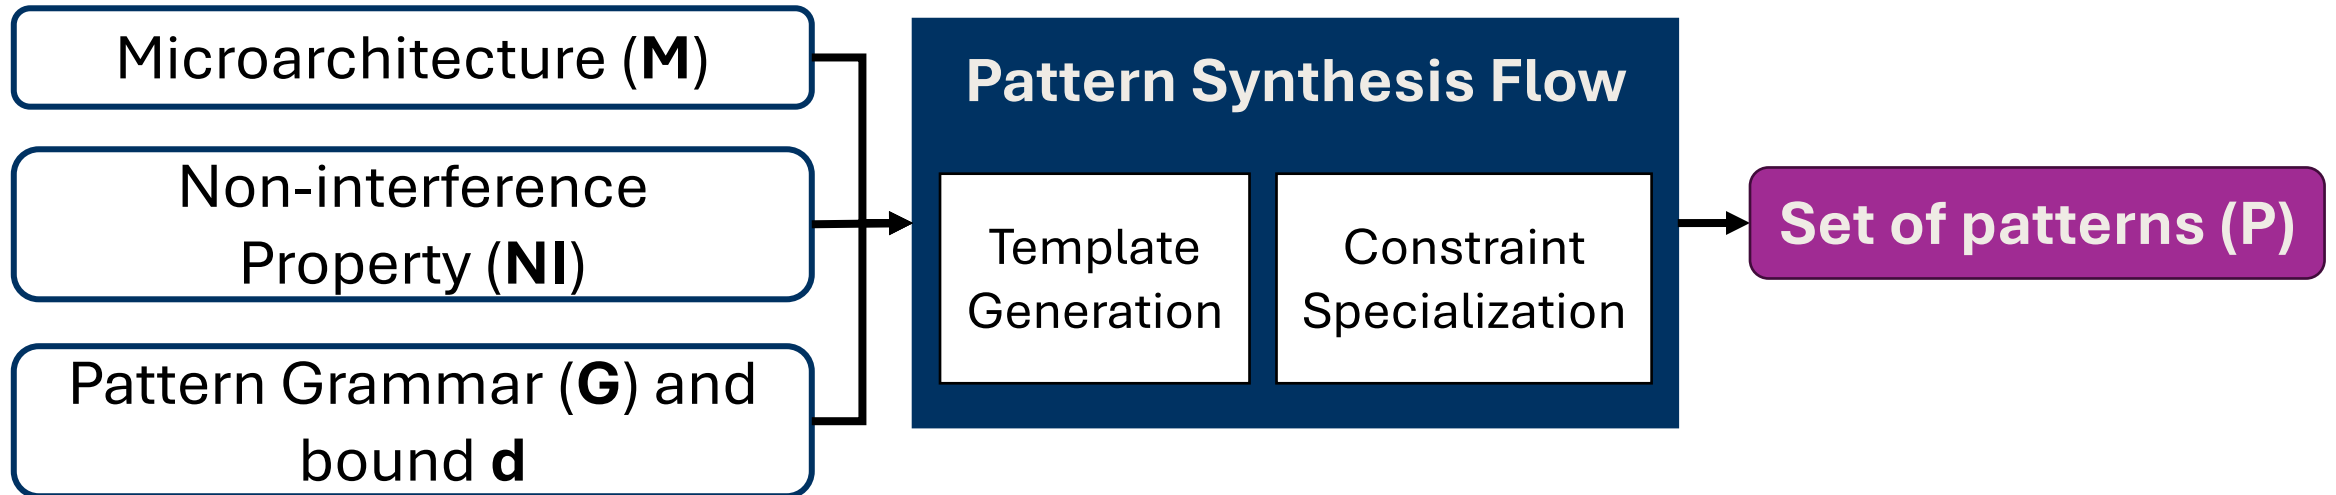 Microarchitecture (M)
Non-interference
Property (NI)
Pattern Grammar (G) and
bound d
Pattern Synthesis Flow
Template
Generation
Constraint
Specialization
Set of patterns (P)